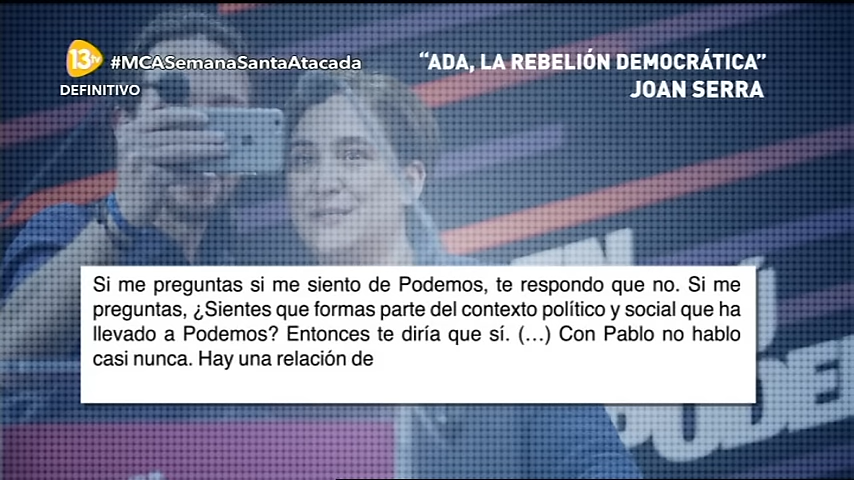 13tv #MCASemanaSantaAtacada
DEFINITIVO
“ADA, LA REBELIÓN DEMOCRÁTICA”
JOAN SERRA
Si me preguntas si me siento de Podemos, te respondo que no. Si me
preguntas, ¿Sientes que formas parte del contexto político y social que ha
llevado a Podemos? Entonces te diría que sí. (…) Con Pablo no hablo
casi nunca. Hay una relación de